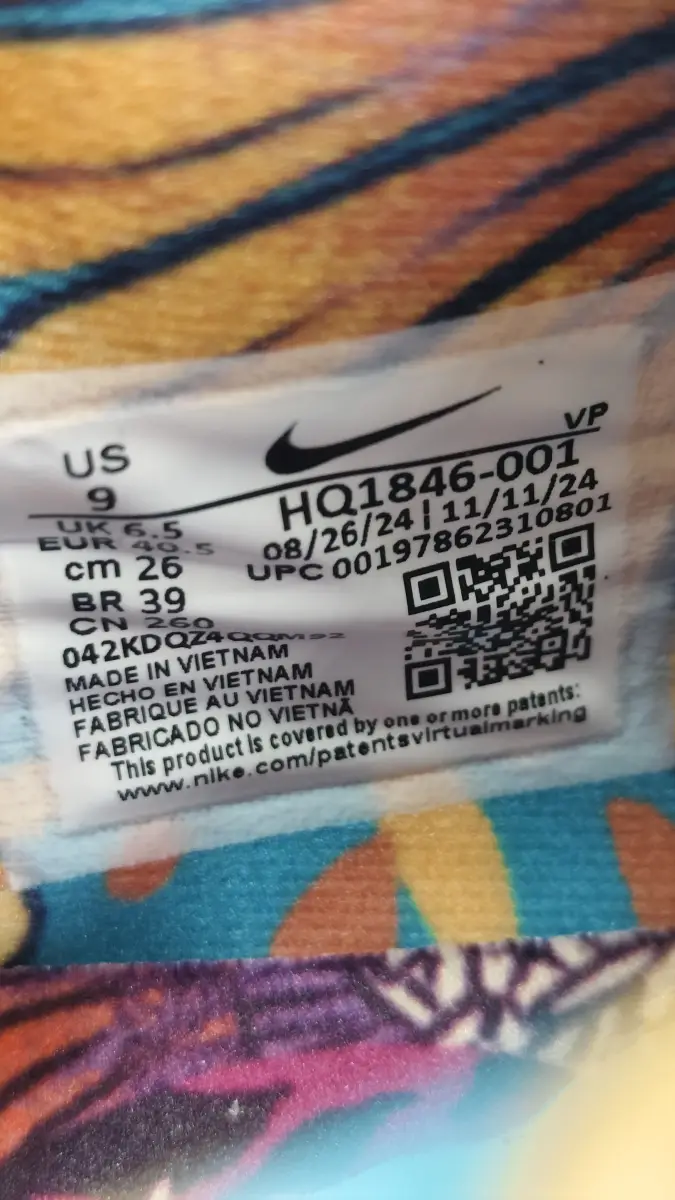 US
9
UK 6.5
EUR 40.5
cm 26
BR 39
CN 260
VP
HQ1846-001
08/26/24 | 11/11/24
UPC 00197862310801
042KDQZ4QQM92
MADE IN VIETNAM
HECHO EN VIETNAM
FABRIQUE AU VIETNAM
FABRICADO NO VIETNÃ
This product is covered by one or more patents:
www.nike.com/patentsvirtualmarking